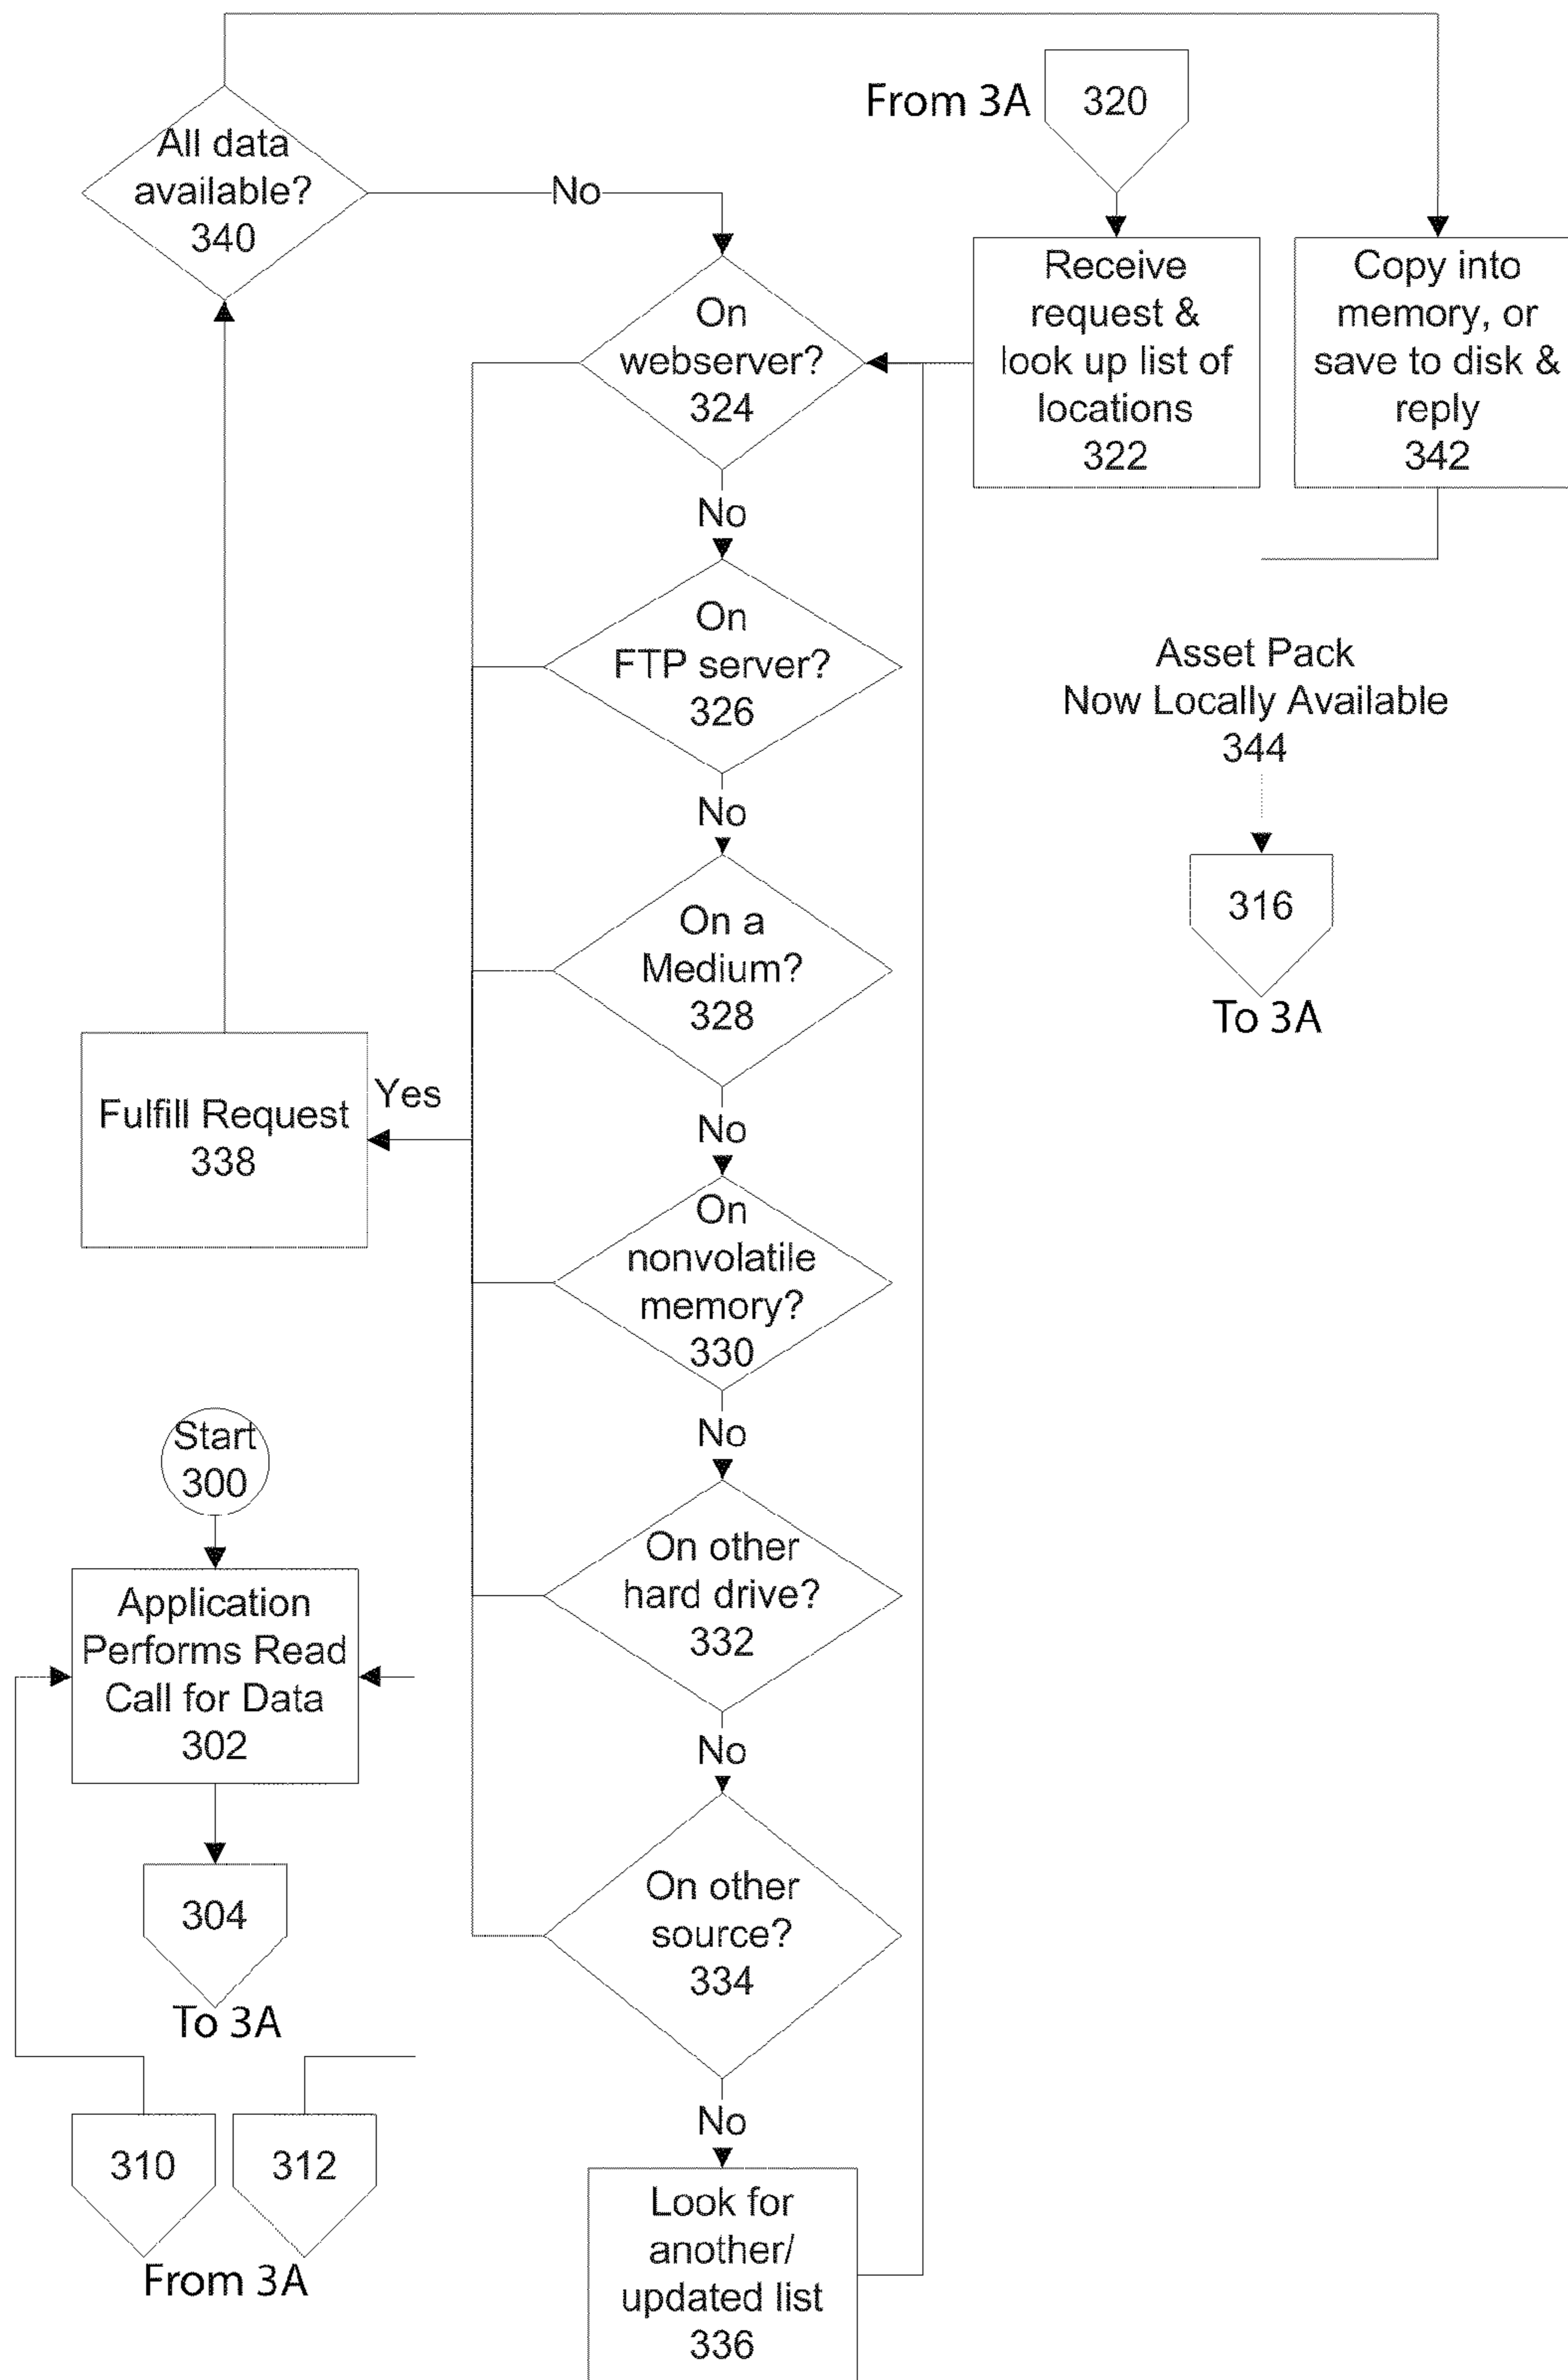 From 3A
320
All data
available?
340
No
Receive
request &
look up list of
locations
322
Copy into
memory, or
save to disk &
reply
342
On
webserver?
324
No
On
FTP server?
326
No
Asset Pack
Now Locally Available
344
316
To 3A
On a
Medium?
328
No
Yes
Fulfill Request
338
On
nonvolatile
memory?
330
No
Start
300
On other
hard drive?
332
No
Application
Performs Read
Call for Data
302
304
To 3A
On other
source?
334
No
310
312
From 3A
Look for
another/
updated list
336